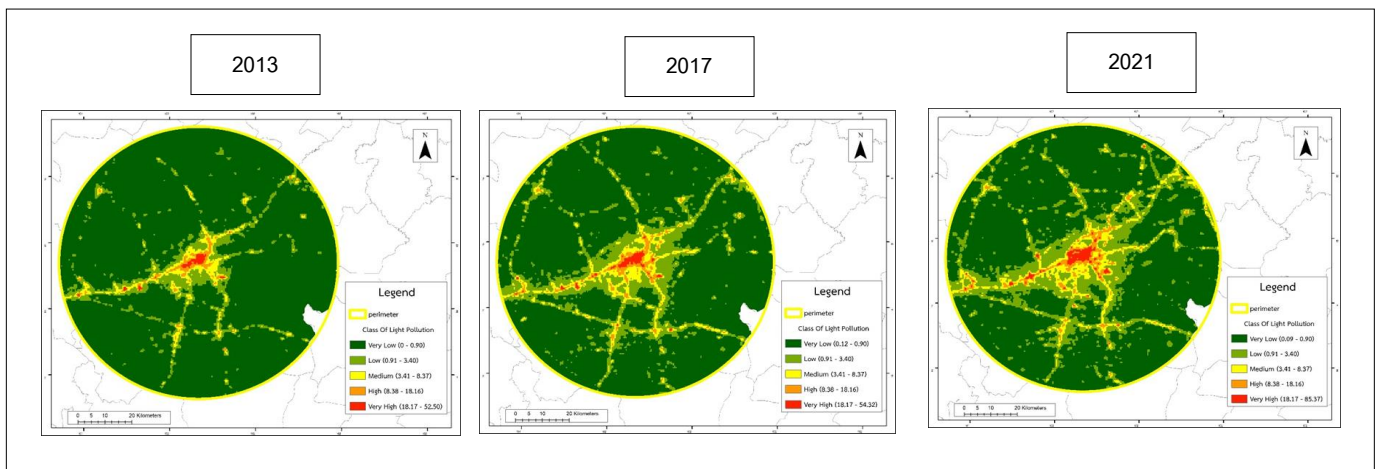 2013
2017
2021
N
Legend
perimeter
Class Of Light Pollution
Very Low (0 - 0.90)
Low (0.91 - 3.40)
Medium (3.41 - 8.37)
High (8.38 - 18.16)
Very High (18.17 - 52.50)
0 5 10 20 Kilometers
N
Legend
perimeter
Class Of Light Pollution
Very Low (0.12 - 0.90)
Low (0.91 - 3.40)
Medium (3.41 - 8.37)
High (8.38 - 18.16)
Very High (18.17 - 54.32)
0 5 10 20 Kilometers
N
Legend
perimeter
Class Of Light Pollution
Very Low (0.09 - 0.90)
Low (0.91 - 3.40)
Medium (3.41 - 8.37)
High (8.38 - 18.16)
Very High (18.17 - 85.37)
0 5 10 20 Kilometers